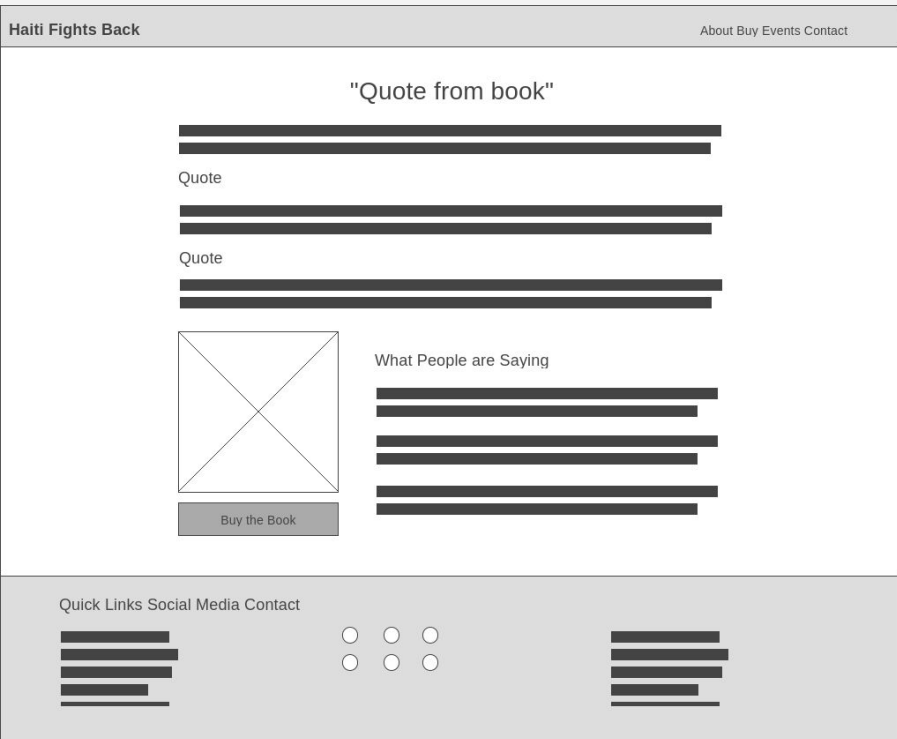 Haiti Fights Back
About Buy Events Contact
"Quote from book"
Quote
Quote
What People are Saying
Buy the Book
Quick Links Social Media Contact